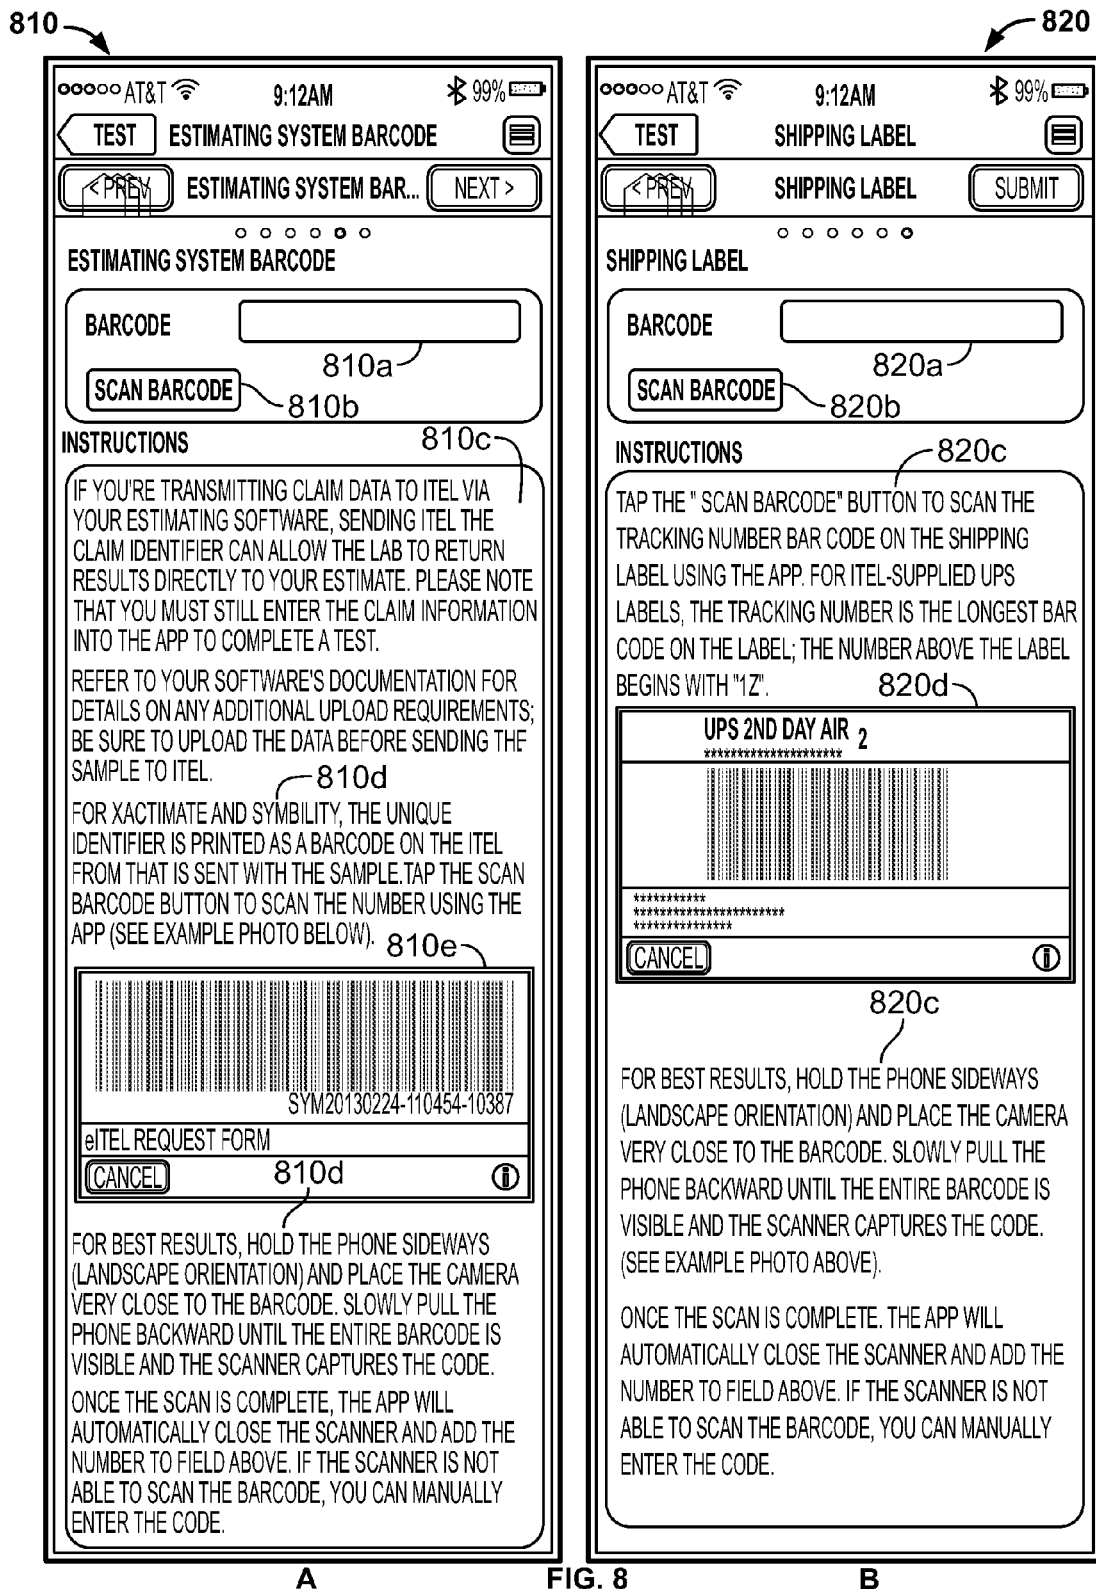 810
820
AT&T 9:12AM 99%
TEST ESTIMATING SYSTEM BARCODE
< PREV ESTIMATING SYSTEM BAR... NEXT >
ESTIMATING SYSTEM BARCODE
BARCODE
810a
SCAN BARCODE
810b
INSTRUCTIONS
810c
IF YOU'RE TRANSMITTING CLAIM DATA TO ITEL VIA
YOUR ESTIMATING SOFTWARE, SENDING ITEL THE
CLAIM IDENTIFIER CAN ALLOW THE LAB TO RETURN
RESULTS DIRECTLY TO YOUR ESTIMATE. PLEASE NOTE
THAT YOU MUST STILL ENTER THE CLAIM INFORMATION
INTO THE APP TO COMPLETE A TEST.
REFER TO YOUR SOFTWARE'S DOCUMENTATION FOR
DETAILS ON ANY ADDITIONAL UPLOAD REQUIREMENTS;
BE SURE TO UPLOAD THE DATA BEFORE SENDING THE
SAMPLE TO ITEL.
810d
FOR XACTIMATE AND SYMBILITY, THE UNIQUE
IDENTIFIER IS PRINTED AS A BARCODE ON THE ITEL
FROM THAT IS SENT WITH THE SAMPLE.TAP THE SCAN
BARCODE BUTTON TO SCAN THE NUMBER USING THE
APP (SEE EXAMPLE PHOTO BELOW).
810e
SYM20130224-110454-10387
eITEL REQUEST FORM
CANCEL
810d
FOR BEST RESULTS, HOLD THE PHONE SIDEWAYS
(LANDSCAPE ORIENTATION) AND PLACE THE CAMERA
VERY CLOSE TO THE BARCODE. SLOWLY PULL THE
PHONE BACKWARD UNTIL THE ENTIRE BARCODE IS
VISIBLE AND THE SCANNER CAPTURES THE CODE.
ONCE THE SCAN IS COMPLETE, THE APP WILL
AUTOMATICALLY CLOSE THE SCANNER AND ADD THE
NUMBER TO FIELD ABOVE. IF THE SCANNER IS NOT
ABLE TO SCAN THE BARCODE, YOU CAN MANUALLY
ENTER THE CODE.
A
AT&T 9:12AM 99%
TEST SHIPPING LABEL
< PREV SHIPPING LABEL SUBMIT
SHIPPING LABEL
BARCODE
820a
SCAN BARCODE
820b
INSTRUCTIONS
820c
TAP THE " SCAN BARCODE" BUTTON TO SCAN THE
TRACKING NUMBER BAR CODE ON THE SHIPPING
LABEL USING THE APP. FOR ITEL-SUPPLIED UPS
LABELS, THE TRACKING NUMBER IS THE LONGEST BAR
CODE ON THE LABEL; THE NUMBER ABOVE THE LABEL
BEGINS WITH "1Z".
820d
UPS 2ND DAY AIR 2
*********************
***********
***********************
***************
CANCEL
820c
FOR BEST RESULTS, HOLD THE PHONE SIDEWAYS
(LANDSCAPE ORIENTATION) AND PLACE THE CAMERA
VERY CLOSE TO THE BARCODE. SLOWLY PULL THE
PHONE BACKWARD UNTIL THE ENTIRE BARCODE IS
VISIBLE AND THE SCANNER CAPTURES THE CODE.
(SEE EXAMPLE PHOTO ABOVE).
ONCE THE SCAN IS COMPLETE. THE APP WILL
AUTOMATICALLY CLOSE THE SCANNER AND ADD THE
NUMBER TO FIELD ABOVE. IF THE SCANNER IS NOT
ABLE TO SCAN THE BARCODE, YOU CAN MANUALLY
ENTER THE CODE.
B
FIG. 8